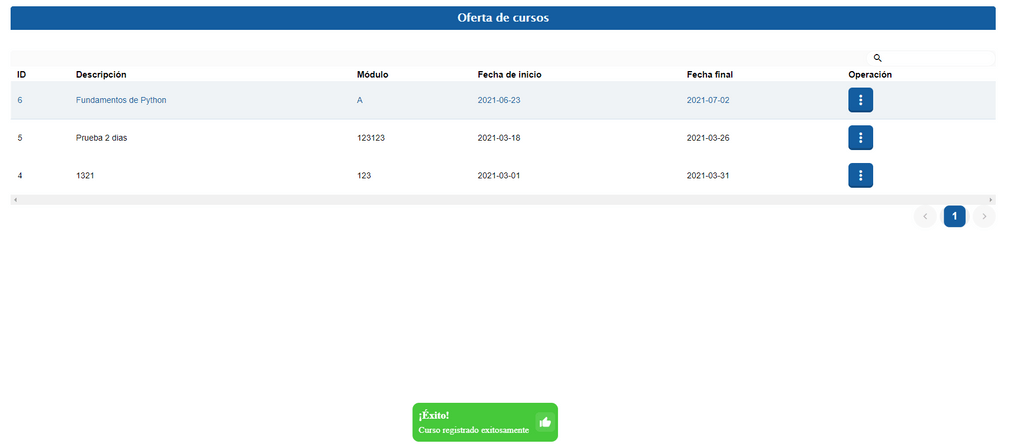 Oferta de cursos
ID Descripción Módulo Fecha de inicio Fecha final Operación
6 Fundamentos de Python A 2021-06-23 2021-07-02
5 Prueba 2 dias 123123 2021-03-18 2021-03-26
4 1321 123 2021-03-01 2021-03-31
1
¡Éxito!
Curso registrado exitosamente